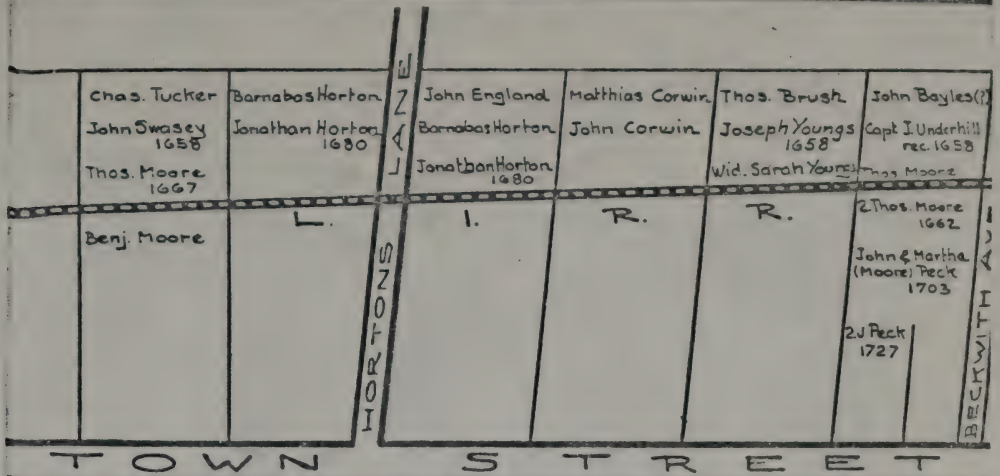 Chas. Tucker
John Swasey
1658
Thos. Moore
1667
Benj. Moore
Barnabas Horton
Jonathan Horton
1680
HORTONS LANE
John England
Barnabas Horton
Jonathan Horton
1680
Matthias Corwin
John Corwin
Thos. Brush
Joseph Youngs
1658
Wid. Sarah Youngs
John Bayles(?)
Capt I. Underhill
rec. 1658
Thos Moore
2 Thos. Moore
1662
John & Martha
(Moore) Peck
1703
2 J Peck
1727
BECKWITH AVE
L. I. R. R.
TOWN STREET